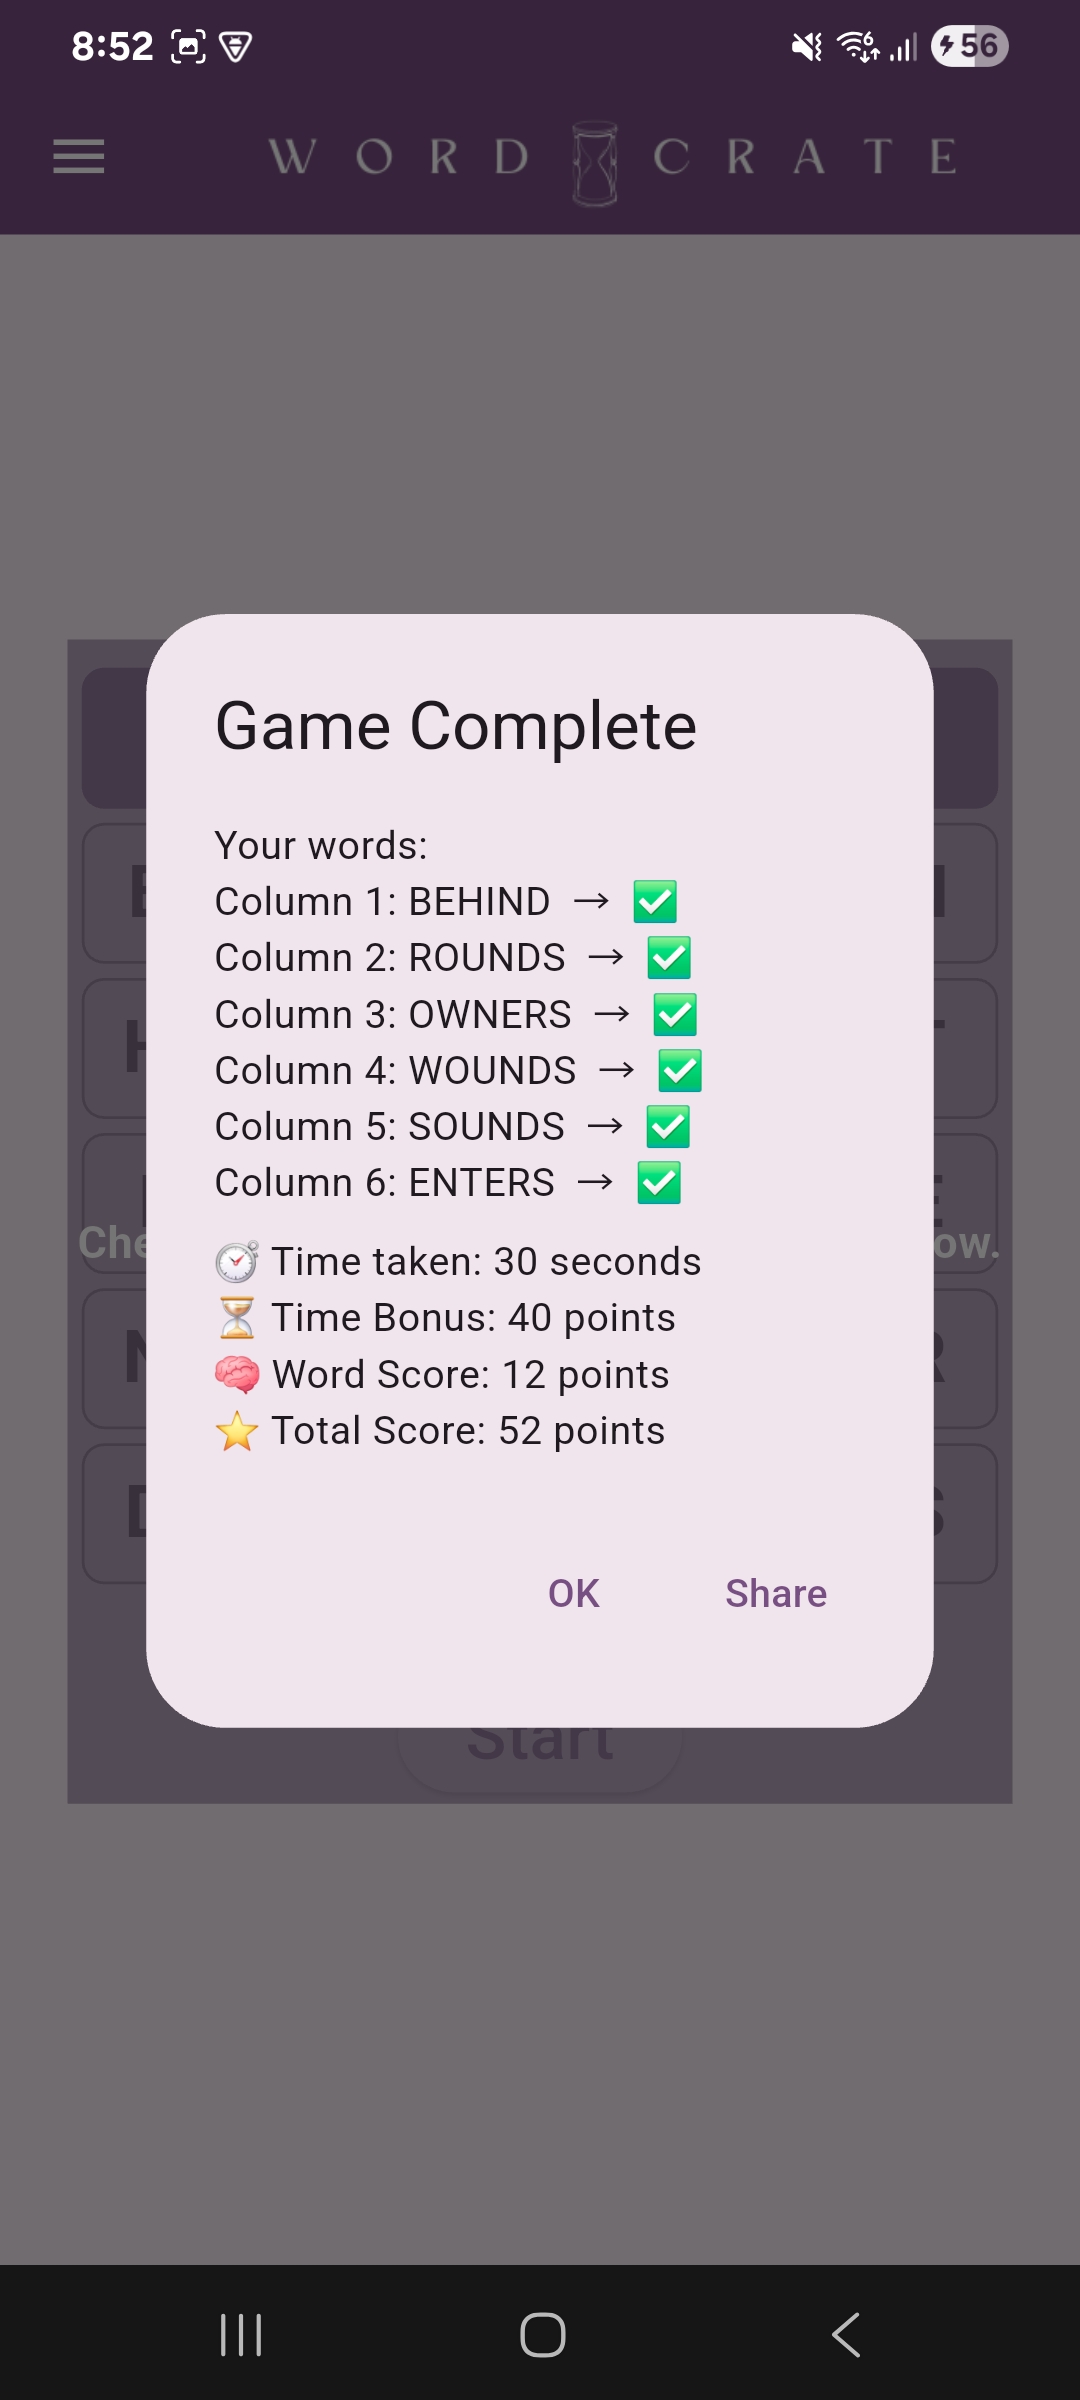 8:52
56
WORD CRATE
Game Complete
Your words:
Column 1: BEHIND → ✅
Column 2: ROUNDS → ✅
Column 3: OWNERS → ✅
Column 4: WOUNDS → ✅
Column 5: SOUNDS → ✅
Column 6: ENTERS → ✅
⏱️ Time taken: 30 seconds
⏳ Time Bonus: 40 points
🧠 Word Score: 12 points
⭐ Total Score: 52 points
OK Share
Start